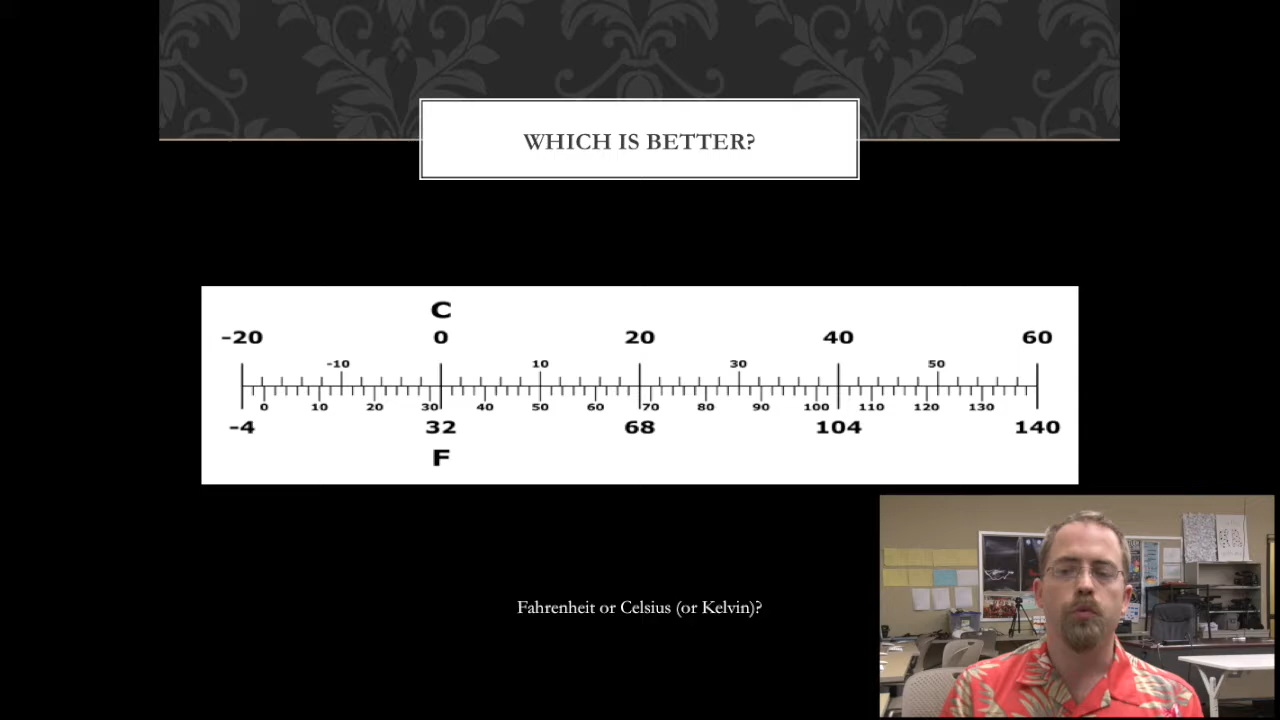 WHICH IS BETTER?
C
-20 0 20 40 60
-10 10 30 50
0 10 20 30 40 50 60 70 80 90 100 110 120 130
-4 32 68 104 140
F
Fahrenheit or Celsius (or Kelvin)?